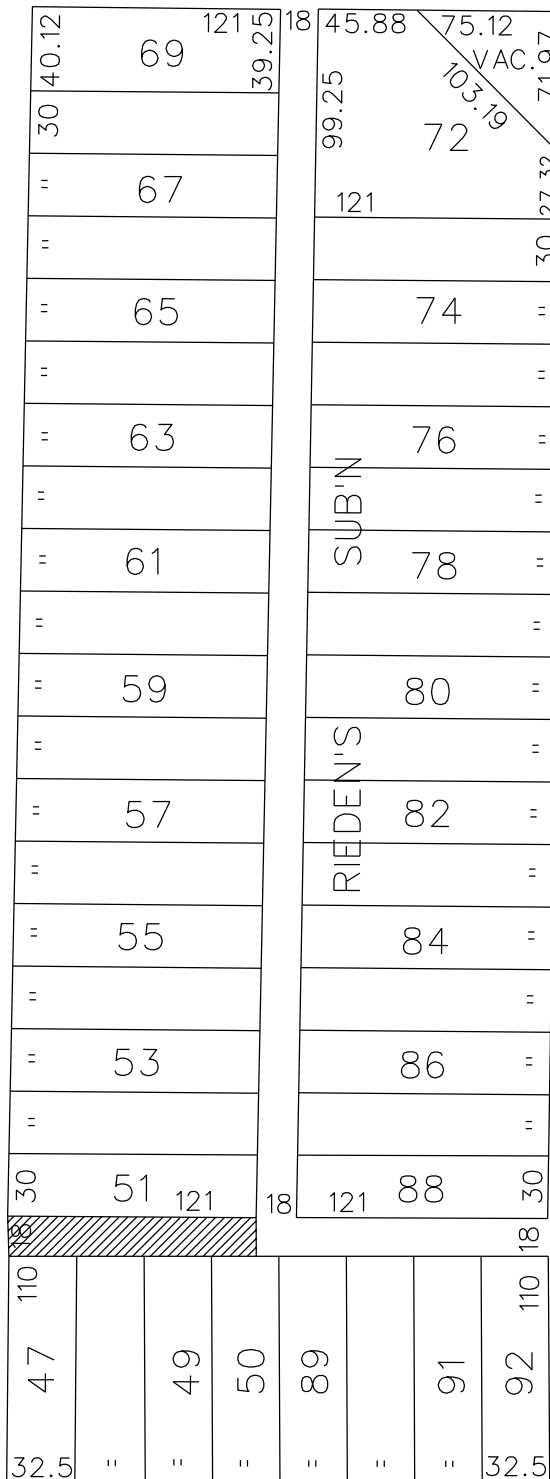 40.12 69 121 39.25 18 45.88 75.12
VAC. 71.97
103.19
30 99.25 72
" 67 121 27.32
" 30
" 65 74 "
" "
" 63 76 "
" "
" 61 78 "
" "
" 59 80 "
" "
" 57 82 "
" "
" 55 84 "
" "
" 53 86 "
" "
RIEDEN'S SUB'N
30 51 121 18 121 88 30
18 18
110 110
47 49 50 89 91 92
32.5 " " " " " " 32.5